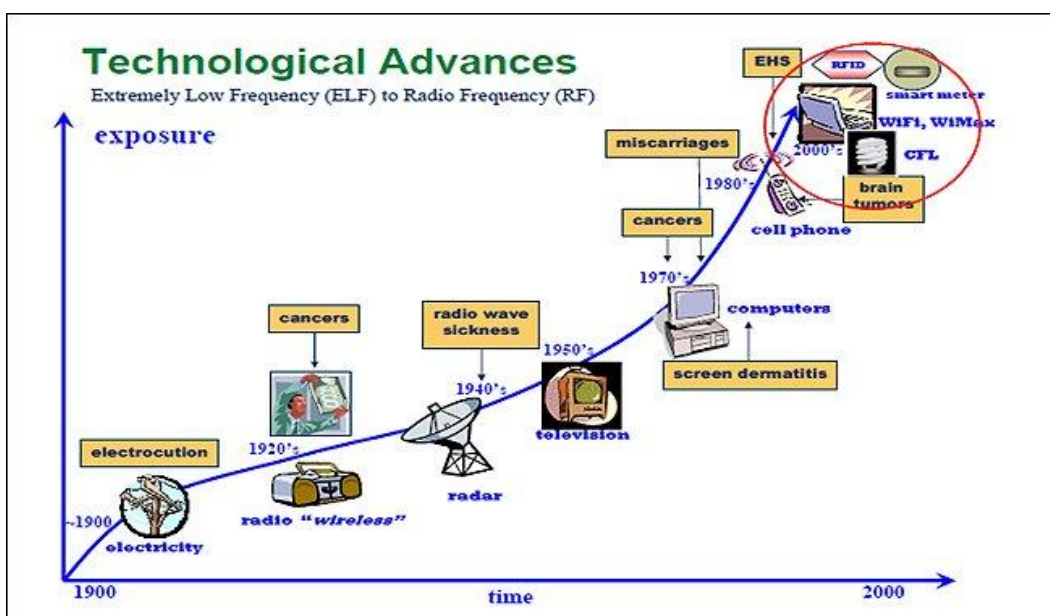 Technological Advances
Extremely Low Frequency (ELF) to Radio Frequency (RF)
exposure
EHS
RFID
smart meter
WiFi, WiMax
2000's
CFL
brain
tumors
miscarriages
1980's
cell phone
cancers
1970's
computers
screen dermatitis
cancers
radio wave
sickness
1950's
1940's
television
1920's
electrocution
radar
radio "wireless"
~1900
electricity
1900
time
2000